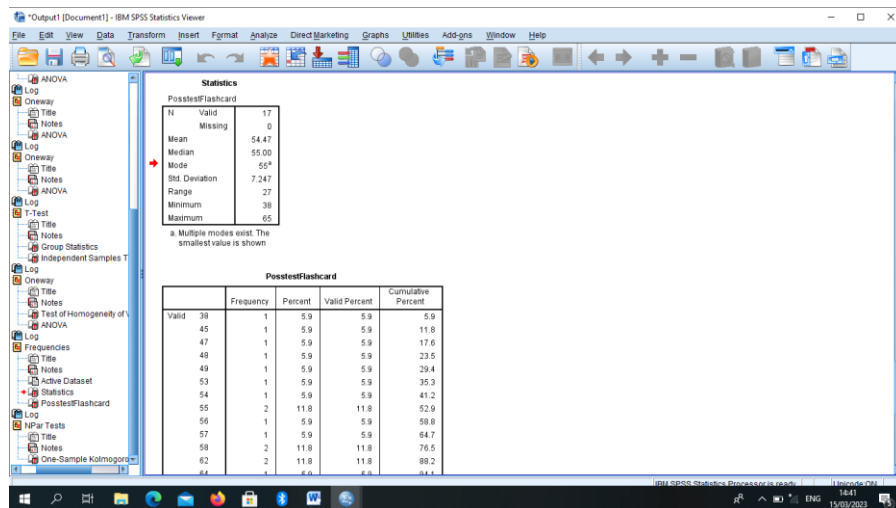 *Output1 [Document1] - IBM SPSS Statistics Viewer
File Edit View Data Transform Insert Format Analyze Direct Marketing Graphs Utilities Add-ons Window Help
ANOVA
Log
Oneway
Title
Notes
ANOVA
Log
Oneway
Title
Notes
ANOVA
Log
T-Test
Title
Notes
Group Statistics
Independent Samples T
Log
Oneway
Title
Notes
Test of Homogeneity of V
ANOVA
Log
Frequencies
Title
Notes
Active Dataset
Statistics
PosstestFlashcard
Log
NPar Tests
Title
Notes
One-Sample Kolmogoro
Statistics
PosstestFlashcard
N Valid 17
Missing 0
Mean 54.47
Median 55.00
Mode 55a
Std. Deviation 7.247
Range 27
Minimum 38
Maximum 65
a. Multiple modes exist. The
smallest value is shown
PosstestFlashcard
Frequency Percent Valid Percent Cumulative Percent
Valid 38 1 5.9 5.9 5.9
45 1 5.9 5.9 11.8
47 1 5.9 5.9 17.6
48 1 5.9 5.9 23.5
49 1 5.9 5.9 29.4
53 1 5.9 5.9 35.3
54 1 5.9 5.9 41.2
55 2 11.8 11.8 52.9
56 1 5.9 5.9 58.8
57 1 5.9 5.9 64.7
58 2 11.8 11.8 76.5
62 2 11.8 11.8 88.2
64 1 5.9 5.9 94.1
IBM SPSS Statistics Processor is ready Unicode:ON
ENG
14:41
15/03/2023